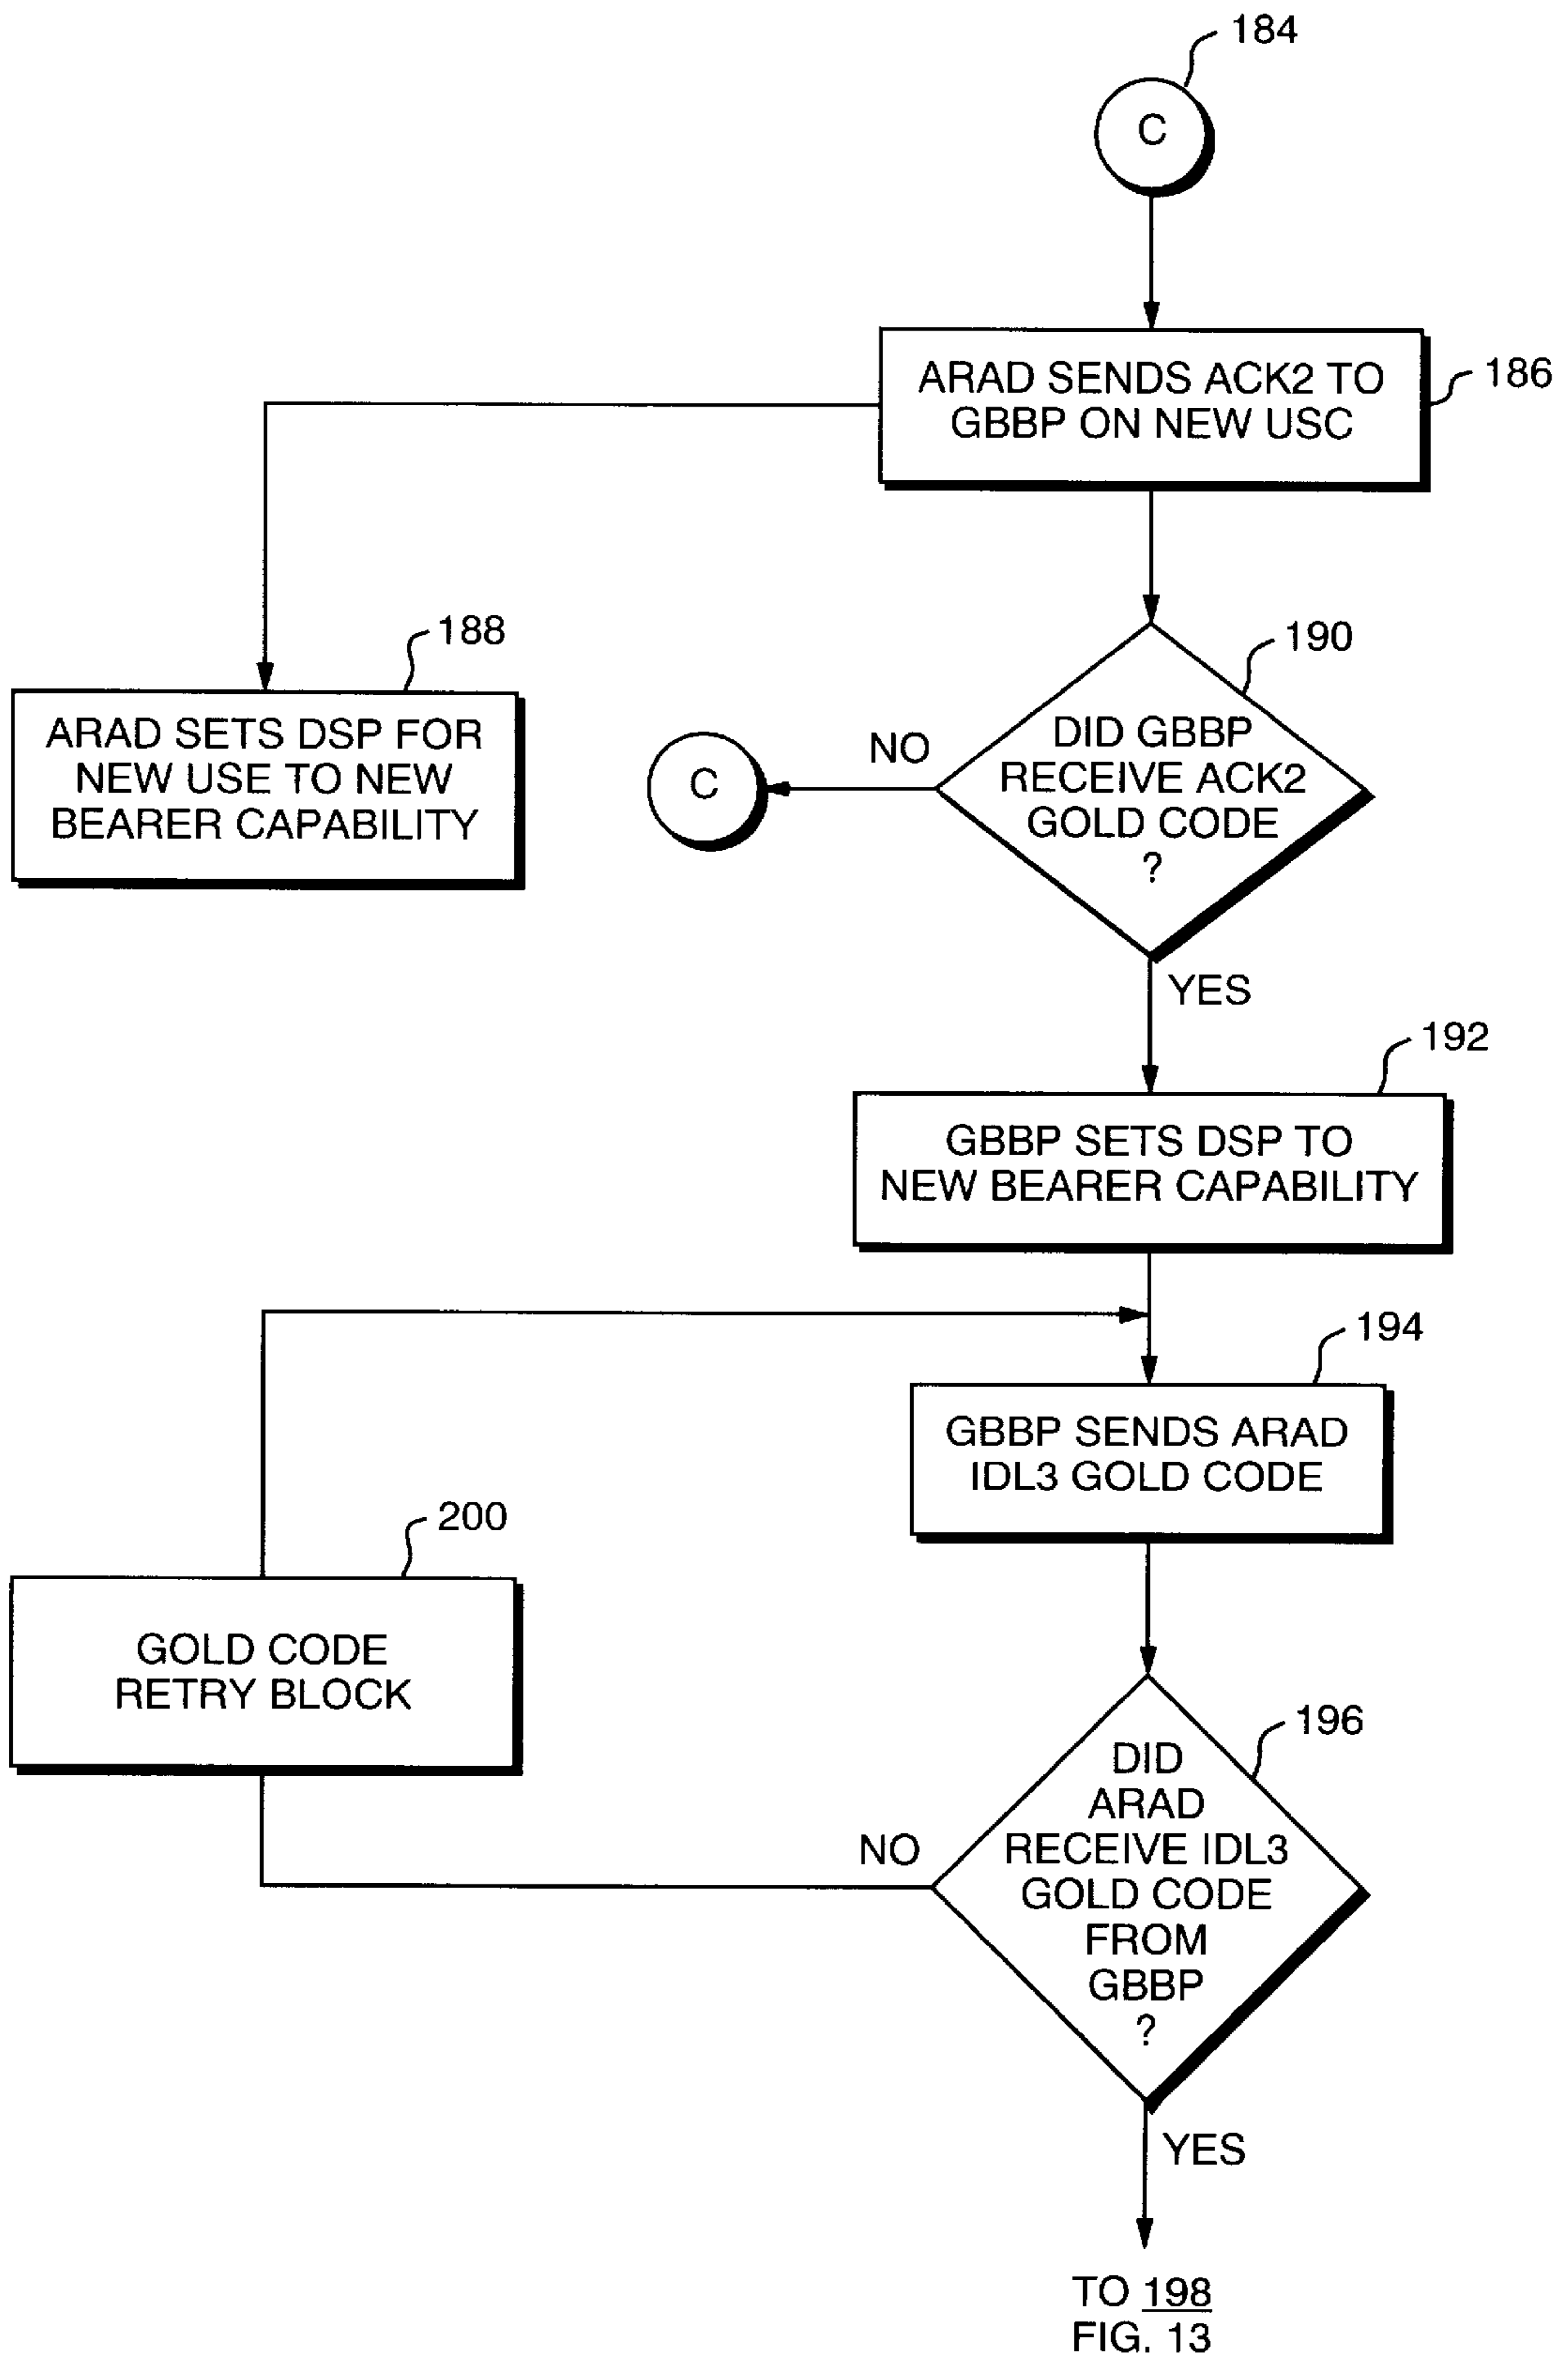 184
C
ARAD SENDS ACK2 TO
GBBP ON NEW USC
186
188
ARAD SETS DSP FOR
NEW USE TO NEW
BEARER CAPABILITY
190
DID GBBP
RECEIVE ACK2
GOLD CODE
?
NO
C
YES
192
GBBP SETS DSP TO
NEW BEARER CAPABILITY
194
GBBP SENDS ARAD
IDL3 GOLD CODE
200
GOLD CODE
RETRY BLOCK
196
DID
ARAD
RECEIVE IDL3
GOLD CODE
FROM
GBBP
?
NO
YES
TO 198
FIG. 13